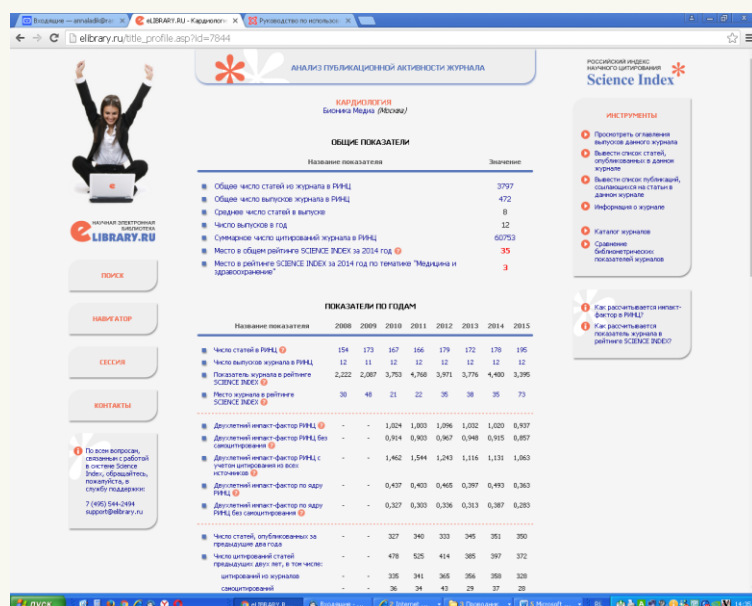 Входящие — annaladik@ra
eLIBRARY.RU - Кардиологи
Руководство по использо
elibrary.ru/title_profile.asp?id=7844
АНАЛИЗ ПУБЛИКАЦИОННОЙ АКТИВНОСТИ ЖУРНАЛА
КАРДИОЛОГИЯ
Бионика Медиа (Москва)
ОБЩИЕ ПОКАЗАТЕЛИ
Название показателя Значение
Общее число статей из журнала в РИНЦ 3797
Общее число выпусков журнала в РИНЦ 472
Среднее число статей в выпуске 8
Число выпусков в год 12
Суммарное число цитирований журнала в РИНЦ 60753
Место в общем рейтинге SCIENCE INDEX за 2014 год 35
Место в рейтинге SCIENCE INDEX за 2014 год по тематике "Медицина и
здравоохранение" 3
ПОКАЗАТЕЛИ ПО ГОДАМ
Название показателя 2008 2009 2010 2011 2012 2013 2014 2015
Число статей в РИНЦ 154 173 167 166 179 172 178 195
Число выпусков журнала в РИНЦ 12 11 12 12 12 12 12 12
Показатель журнала в рейтинге
SCIENCE INDEX 2,222 2,087 3,753 4,768 3,971 3,776 4,480 3,395
Место журнала в рейтинге
SCIENCE INDEX 38 48 21 22 35 38 35 73
Двухлетний импакт-фактор РИНЦ - - 1,024 1,003 1,096 1,032 1,020 0,937
Двухлетний импакт-фактор РИНЦ без
самоцитирования - - 0,914 0,903 0,967 0,948 0,915 0,857
Двухлетний импакт-фактор РИНЦ с
учетом цитирования из всех
источников - - 1,462 1,544 1,243 1,116 1,131 1,063
Двухлетний импакт-фактор по ядру
РИНЦ - - 0,437 0,403 0,465 0,397 0,493 0,363
Двухлетний импакт-фактор по ядру
РИНЦ без самоцитирования - - 0,327 0,303 0,336 0,313 0,387 0,283
Число статей, опубликованных за
предыдущие два года - - 327 340 333 345 351 350
Число цитирований статей
предыдущих двух лет, в том числе: - - 478 525 414 385 397 372
цитирований из журналов - - 335 341 365 356 358 328
самоцитирований - - 36 34 43 29 37 28
НАУЧНАЯ ЭЛЕКТРОННАЯ
БИБЛИОТЕКА
LIBRARY.RU
ПОИСК
НАВИГАТОР
СЕССИЯ
КОНТАКТЫ
По всем вопросам,
связанным с работой
в системе Science
Index, обращайтесь,
пожалуйста, в
службу поддержки:
7 (495) 544-2494
support@elibrary.ru
РОССИЙСКИЙ ИНДЕКС
НАУЧНОГО ЦИТИРОВАНИЯ
Science Index
ИНСТРУМЕНТЫ
Просмотреть оглавления
выпусков данного журнала
Вывести список статей,
опубликованных в данном
журнале
Вывести список публикаций,
ссылающихся на статьи в
данном журнале
Информация о журнале
Каталог журналов
Сравнение
библиометрических
показателей журналов
Как рассчитывается импакт-
фактор в РИНЦ?
Как рассчитывается
показатель журнала в
рейтинге SCIENCE INDEX?
пуск
eLIBRARY.R
Входящие
2 Internet
3 Проводник
5 Microsoft
RL